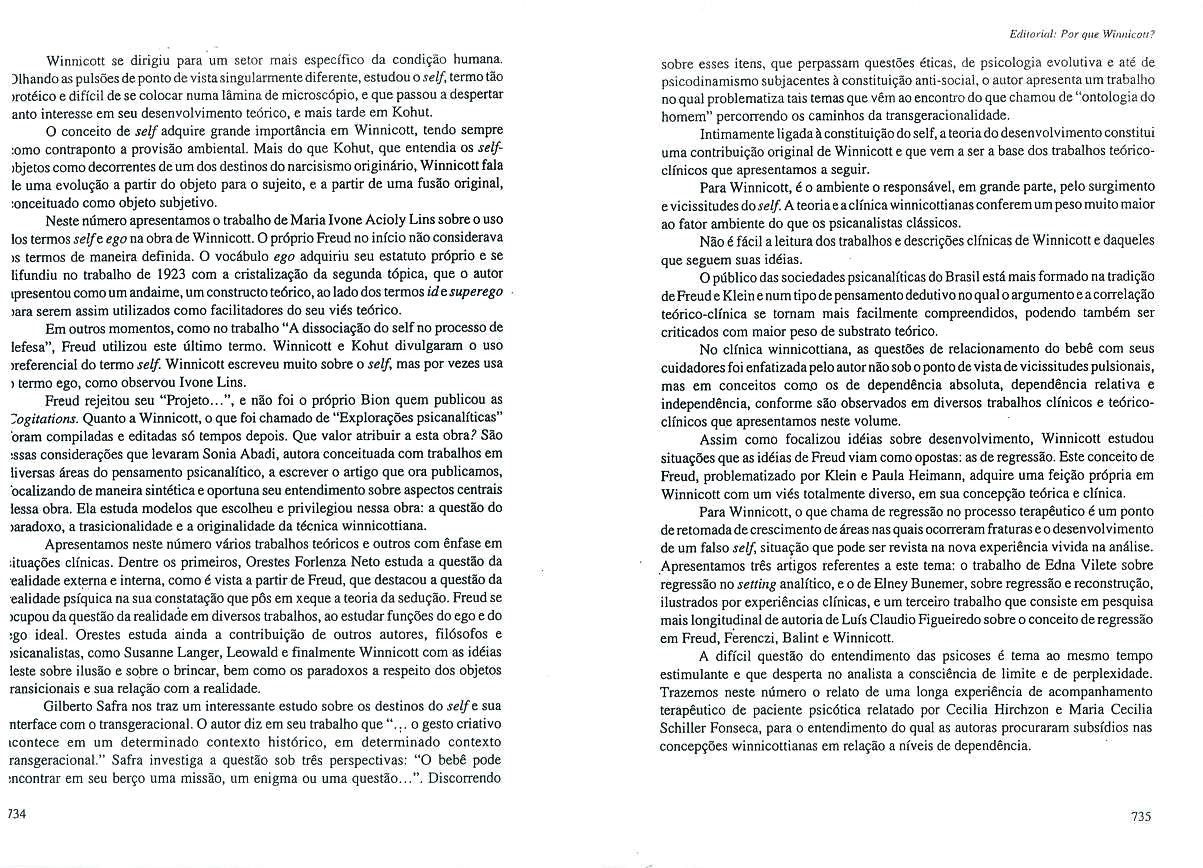 Winnicott se dirigiu para um setor mais específico da condição humana.
Olhando as pulsões de ponto de vista singularmente diferente, estudou o self, termo tão
rotéico e difícil de se colocar numa lâmina de microscópio, e que passou a despertar
anto interesse em seu desenvolvimento teórico, e mais tarde em Kohut.
O conceito de self adquire grande importância em Winnicott, tendo sempre
como contraponto a provisão ambiental. Mais do que Kohut, que entendia os self-
objetos como decorrentes de um dos destinos do narcisismo originário, Winnicott fala
le uma evolução a partir do objeto para o sujeito, e a partir de uma fusão original,
conceituado como objeto subjetivo.
Neste número apresentamos o trabalho de Maria Ivone Acioly Lins sobre o uso
los termos self e ego na obra de Winnicott. O próprio Freud no início não considerava
os termos de maneira definida. O vocábulo ego adquiriu seu estatuto próprio e se
lifundiu no trabalho de 1923 com a cristalização da segunda tópica, que o autor
apresentou como um andaime, um constructo teórico, ao lado dos termos id e superego
para serem assim utilizados como facilitadores do seu viés teórico.
Em outros momentos, como no trabalho “A dissociação do self no processo de
lefesa”, Freud utilizou este último termo. Winnicott e Kohut divulgaram o uso
preferencial do termo self. Winnicott escreveu muito sobre o self, mas por vezes usa
o termo ego, como observou Ivone Lins.
Freud rejeitou seu “Projeto...”, e não foi o próprio Bion quem publicou as
Cogitations. Quanto a Winnicott, o que foi chamado de “Explorações psicanalíticas”
foram compiladas e editadas só tempos depois. Que valor atribuir a esta obra? São
essas considerações que levaram Sonia Abadi, autora conceituada com trabalhos em
liversas áreas do pensamento psicanalítico, a escrever o artigo que ora publicamos,
focalizando de maneira sintética e oportuna seu entendimento sobre aspectos centrais
lessa obra. Ela estuda modelos que escolheu e privilegiou nessa obra: a questão do
paradoxo, a trasicionalidade e a originalidade da técnica winnicottiana.
Apresentamos neste número vários trabalhos teóricos e outros com ênfase em
situações clínicas. Dentre os primeiros, Orestes Forlenza Neto estuda a questão da
realidade externa e interna, como é vista a partir de Freud, que destacou a questão da
realidade psíquica na sua constatação que pôs em xeque a teoria da sedução. Freud se
ocupou da questão da realidade em diversos trabalhos, ao estudar funções do ego e do
ego ideal. Orestes estuda ainda a contribuição de outros autores, filósofos e
psicanalistas, como Susanne Langer, Leowald e finalmente Winnicott com as idéias
leste sobre ilusão e sobre o brincar, bem como os paradoxos a respeito dos objetos
ransicionais e sua relação com a realidade.
Gilberto Safra nos traz um interessante estudo sobre os destinos do self e sua
nterface com o transgeracional. O autor diz em seu trabalho que “... o gesto criativo
acontece em um determinado contexto histórico, em determinado contexto
ransgeracional.” Safra investiga a questão sob três perspectivas: “O bebê pode
encontrar em seu berço uma missão, um enigma ou uma questão...”. Discorrendo
734
Editorial: Por que Winnicott?
sobre esses itens, que perpassam questões éticas, de psicologia evolutiva e até de
psicodinamismo subjacentes à constituição anti-social, o autor apresenta um trabalho
no qual problematiza tais temas que vêm ao encontro do que chamou de “ontologia do
homem” percorrendo os caminhos da transgeracionalidade.
Intimamente ligada à constituição do self, a teoria do desenvolvimento constitui
uma contribuição original de Winnicott e que vem a ser a base dos trabalhos teórico-
clínicos que apresentamos a seguir.
Para Winnicott, é o ambiente o responsável, em grande parte, pelo surgimento
e vicissitudes do self. A teoria e a clínica winnicottianas conferem um peso muito maior
ao fator ambiente do que os psicanalistas clássicos.
Não é fácil a leitura dos trabalhos e descrições clínicas de Winnicott e daqueles
que seguem suas idéias.
O público das sociedades psicanalíticas do Brasil está mais formado na tradição
de Freud e Klein e num tipo de pensamento dedutivo no qual o argumento e a correlação
teórico-clínica se tornam mais facilmente compreendidos, podendo também ser
criticados com maior peso de substrato teórico.
No clínica winnicottiana, as questões de relacionamento do bebê com seus
cuidadores foi enfatizada pelo autor não sob o ponto de vista de vicissitudes pulsionais,
mas em conceitos como os de dependência absoluta, dependência relativa e
independência, conforme são observados em diversos trabalhos clínicos e teórico-
clínicos que apresentamos neste volume.
Assim como focalizou idéias sobre desenvolvimento, Winnicott estudou
situações que as idéias de Freud viam como opostas: as de regressão. Este conceito de
Freud, problematizado por Klein e Paula Heimann, adquire uma feição própria em
Winnicott com um viés totalmente diverso, em sua concepção teórica e clínica.
Para Winnicott, o que chama de regressão no processo terapêutico é um ponto
de retomada de crescimento de áreas nas quais ocorreram fraturas e o desenvolvimento
de um falso self, situação que pode ser revista na nova experiência vivida na análise.
Apresentamos três artigos referentes a este tema: o trabalho de Edna Vilete sobre
regressão no setting analítico, e o de Elney Bunemer, sobre regressão e reconstrução,
ilustrados por experiências clínicas, e um terceiro trabalho que consiste em pesquisa
mais longitudinal de autoria de Luís Claudio Figueiredo sobre o conceito de regressão
em Freud, Ferenczi, Balint e Winnicott.
A difícil questão do entendimento das psicoses é tema ao mesmo tempo
estimulante e que desperta no analista a consciência de limite e de perplexidade.
Trazemos neste número o relato de uma longa experiência de acompanhamento
terapêutico de paciente psicótica relatado por Cecilia Hirchzon e Maria Cecilia
Schiller Fonseca, para o entendimento do qual as autoras procuraram subsídios nas
concepções winnicottianas em relação a níveis de dependência.
735